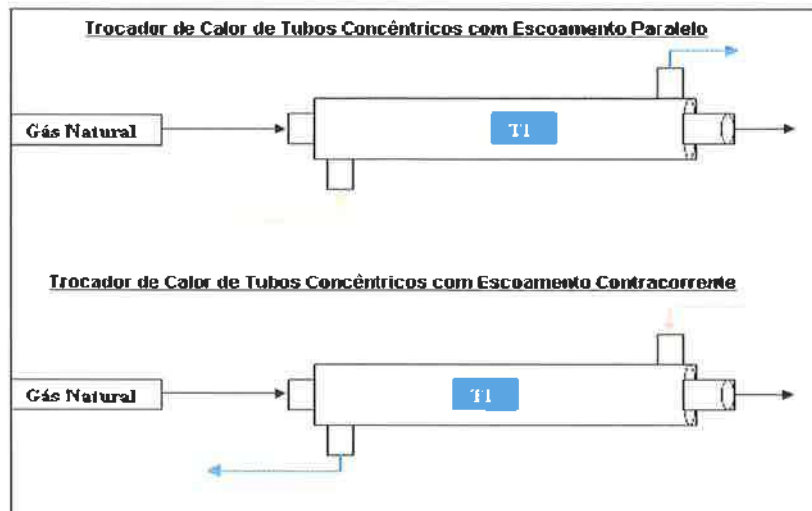 Trocador de Calor de Tubos Concêntricos com Escoamento Paralelo
Gás Natural
T1
Trocador de Calor de Tubos Concêntricos com Escoamento Contracorrente
Gás Natural
T1